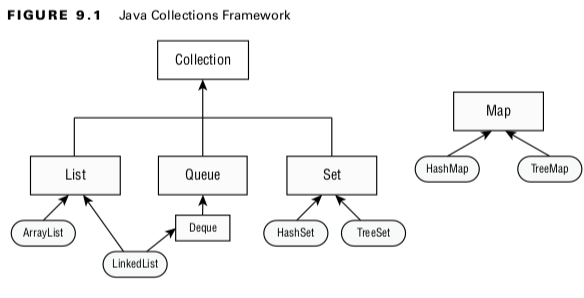 FIGURE 9.1 Java Collections Framework
Collection
Map
List
Queue
Set
HashMap
TreeMap
ArrayList
Deque
HashSet
TreeSet
LinkedList